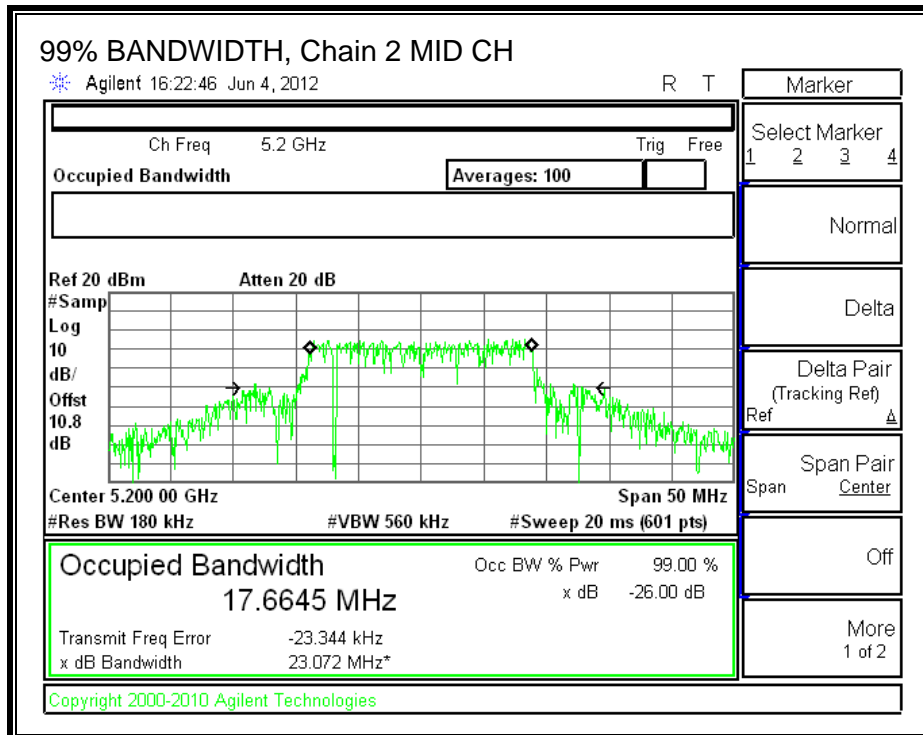 99% BANDWIDTH, Chain 2 MID CH
Agilent 16:22:46 Jun 4, 2012 R T
Marker
Ch Freq 5.2 GHz Trig Free
Occupied Bandwidth Averages: 100
Select Marker
1 2 3 4
Normal
Delta
Delta Pair
(Tracking Ref)
Ref Δ
Span Pair
Span Center
Off
More
1 of 2
Ref 20 dBm Atten 20 dB
#Samp
Log
10
dB/
Offst
10.8
dB
Center 5.200 00 GHz Span 50 MHz
#Res BW 180 kHz #VBW 560 kHz #Sweep 20 ms (601 pts)
Occupied Bandwidth
17.6645 MHz
Occ BW % Pwr 99.00 %
x dB -26.00 dB
Transmit Freq Error -23.344 kHz
x dB Bandwidth 23.072 MHz*
Copyright 2000-2010 Agilent Technologies